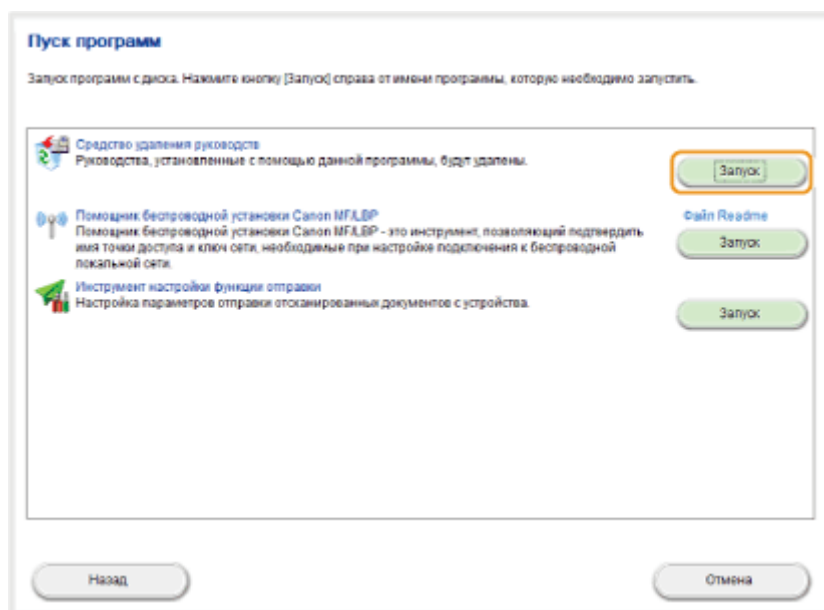 Пуск программ
Запуск программ с диска. Нажмите кнопку [Запуск] справа от имени программы, которую необходимо запустить.
Средство удаления руководств
Руководства, установленные с помощью данной программы, будут удалены.
Запуск
Помощник беспроводной установки Canon MF/LBP
Файл Readme
Помощник беспроводной установки Canon MF/LBP - это инструмент, позволяющий подтвердить
имя точки доступа и ключ сети, необходимые при настройке подключения к беспроводной
локальной сети.
Запуск
Инструмент настройки функции отправки
Настройка параметров отправки отсканированных документов с устройства.
Запуск
Назад
Отмена